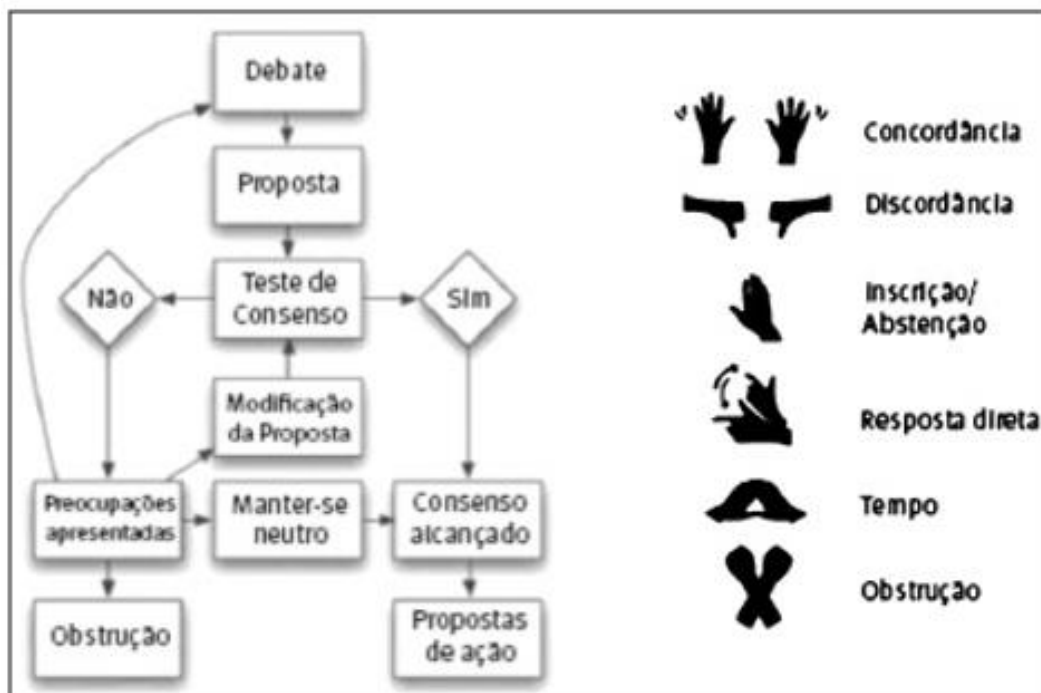 Debate
Proposta
Não
Teste de
Consenso
Sim
Modificação
da Proposta
Preocupações
apresentadas
Manter-se
neutro
Consenso
alcançado
Obstrução
Propostas
de ação
Concordância
Discordância
Inscrição/
Abstenção
Resposta direta
Tempo
Obstrução